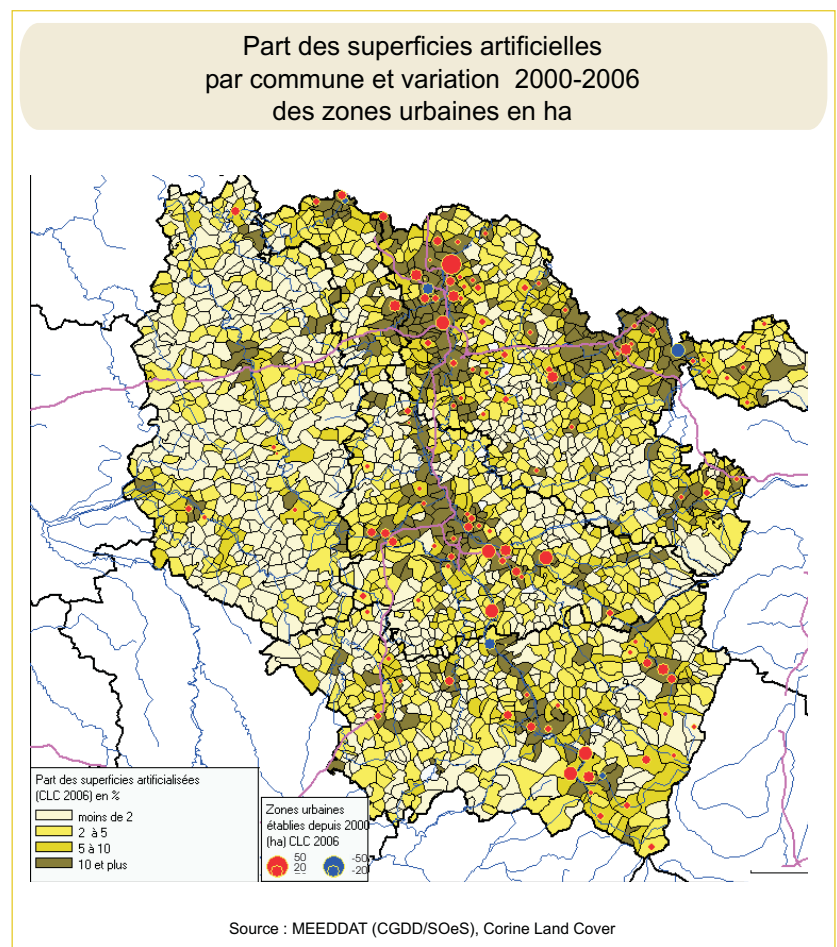 Part des superficies artificielles
par commune et variation 2000-2006
des zones urbaines en ha
Part des superficies artificialisées
(CLC 2006) en %
moins de 2
2 à 5
5 à 10
10 et plus
Zones urbaines
établies depuis 2000
(ha) CLC 2006
50 -50
20 -20
Source : MEEDDAT (CGDD/SOeS), Corine Land Cover